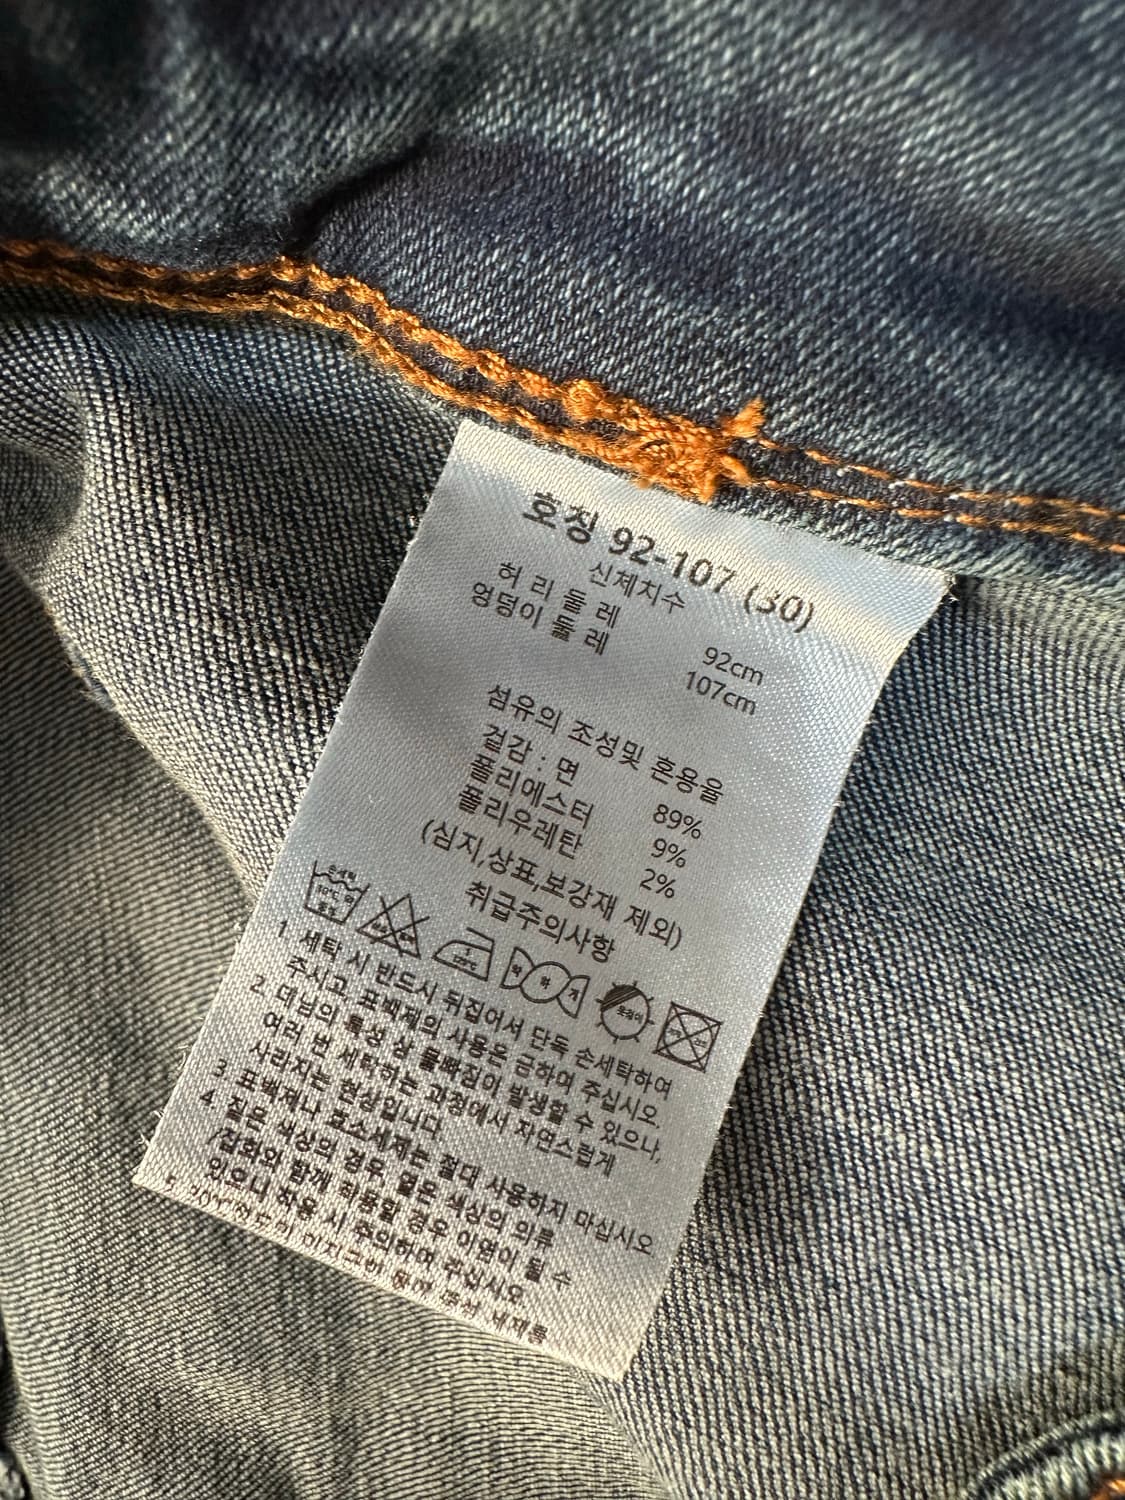 호칭 92-107 (30)
신체치수
허 리 둘 레 92cm
엉덩이 둘 레 107cm
섬유의 조성및 혼용율
겉감 : 면 89%
폴리에스터 9%
폴리우레탄 2%
(심지,상표,보강재 제외)
취급주의사항
약 하 게
1. 세탁 시 반드시 뒤집어서 단독 손세탁하여
주시고, 표백제의 사용은 금하여 주십시오.
2. 데님의 특성 상 물빠짐이 발생할 수 있으나,
여러 번 세탁하는 과정에서 자연스럽게
사라지는 현상입니다.
3. 표백제나 효소세제는 절대 사용하지 마십시오.
4. 짙은 색상의 경우 옅은 색상의 의류
/잡화와 함께 착용할 경우 이염이 될 수
있으니 착용 시 주의하여 주십시오.